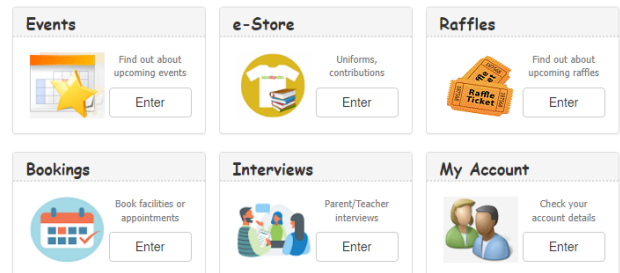 Events
Find out about
upcoming events
Enter
e-Store
Uniforms,
contributions
Enter
Raffles
Raffle
Ticket
Find out about
upcoming raffles
Enter
Bookings
Book facilities or
appointments
Enter
Interviews
Parent/Teacher
interviews
Enter
My Account
Check your
account details
Enter